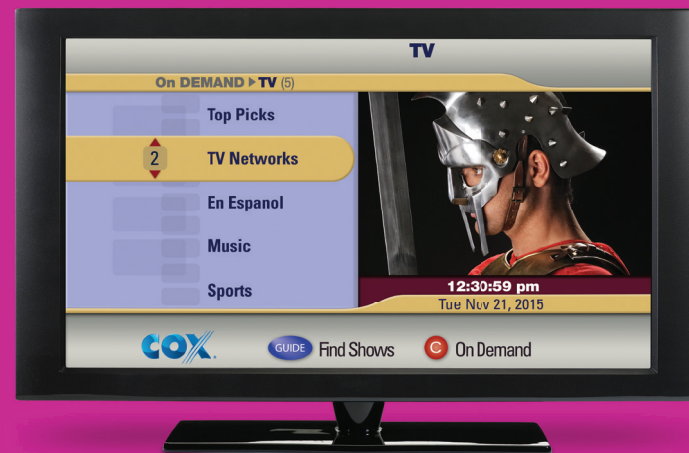 TV
On DEMAND ▶ TV (5)
Top Picks
2 TV Networks
En Espanol
Music
Sports
12:30:59 pm
Tue Nov 21, 2015
COX.
GUIDE Find Shows C On Demand